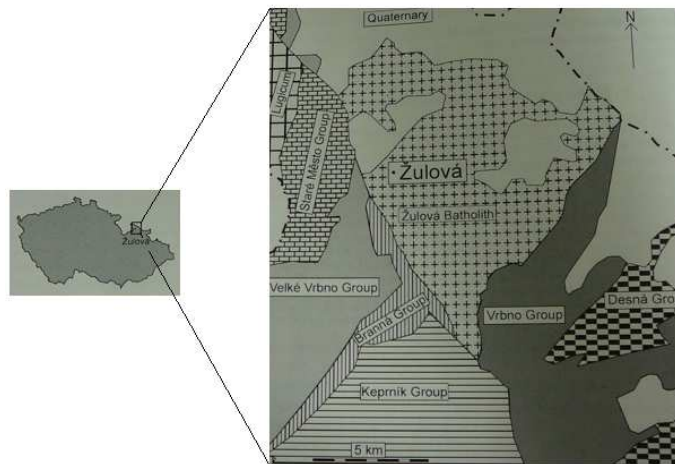 Quaternary
N
Lugicum
Staré Město Group
Žulová
Žulová Batholith
Žulová
Velké Vrbno Group
Branná Group
Vrbno Group
Desná Gro
Keprník Group
5 km